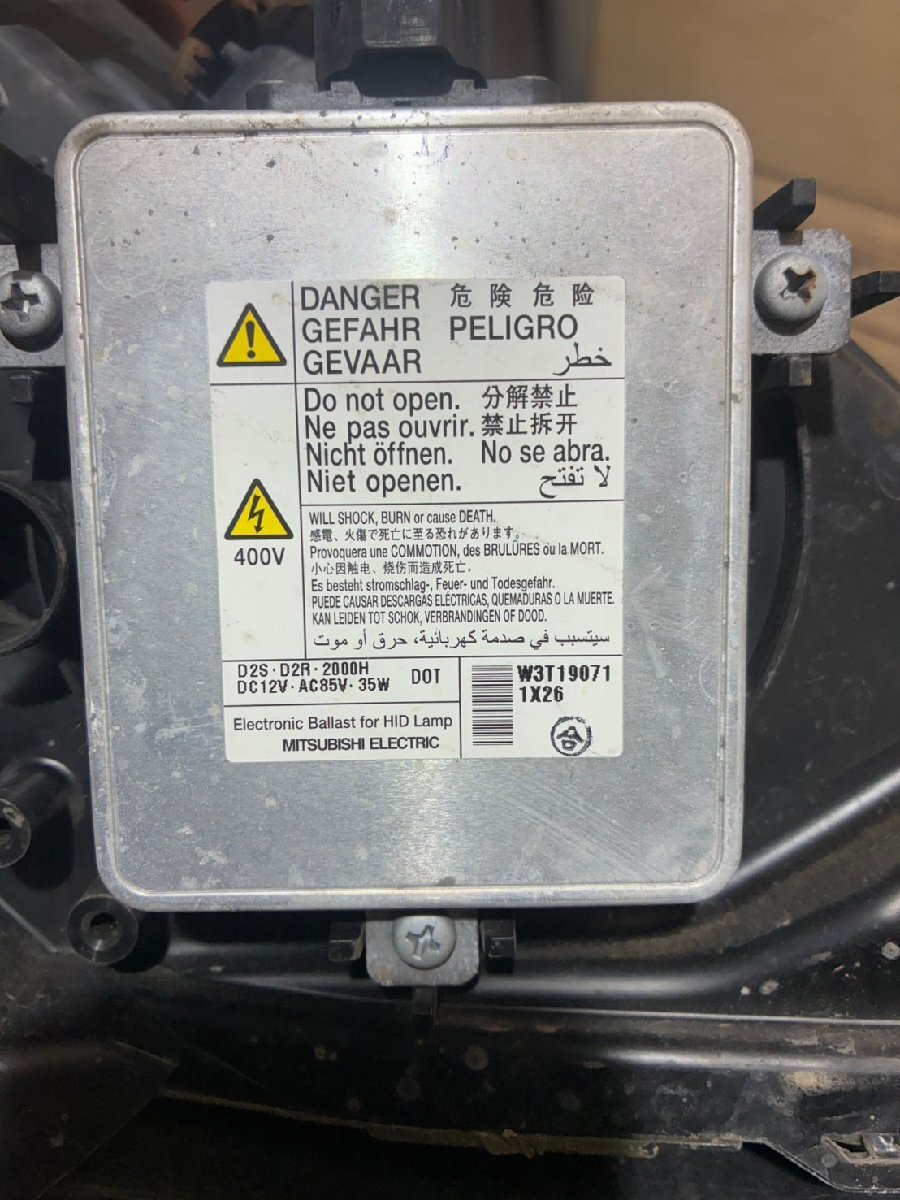 DANGER 危 険 危 险
GEFAHR PELIGRO
GEVAAR خطر
Do not open. 分解禁止
Ne pas ouvrir. 禁止拆开
Nicht öffnen. No se abra.
Niet openen. لا تفتح
400V
WILL SHOCK, BURN or cause DEATH.
感電、火傷で死亡に至る恐れがあります。
Provoquera une COMMOTION, des BRULÛRES ou la MORT.
小心因触电、烧伤而造成死亡.
Es besteht stromschlag-, Feuer- und Todesgefahr.
PUEDE CAUSAR DESCARGAS ELÉCTRICAS, QUEMADURAS O LA MUERTE.
KAN LEIDEN TOT SCHOK, VERBRANDINGEN OF DOOD.
سيتسبب في صدمة كهربائية، حرق أو موت
D2S·D2R·2000H
DC12V·AC85V·35W DOT
W3T19071
1X26
Electronic Ballast for HID Lamp
MITSUBISHI ELECTRIC